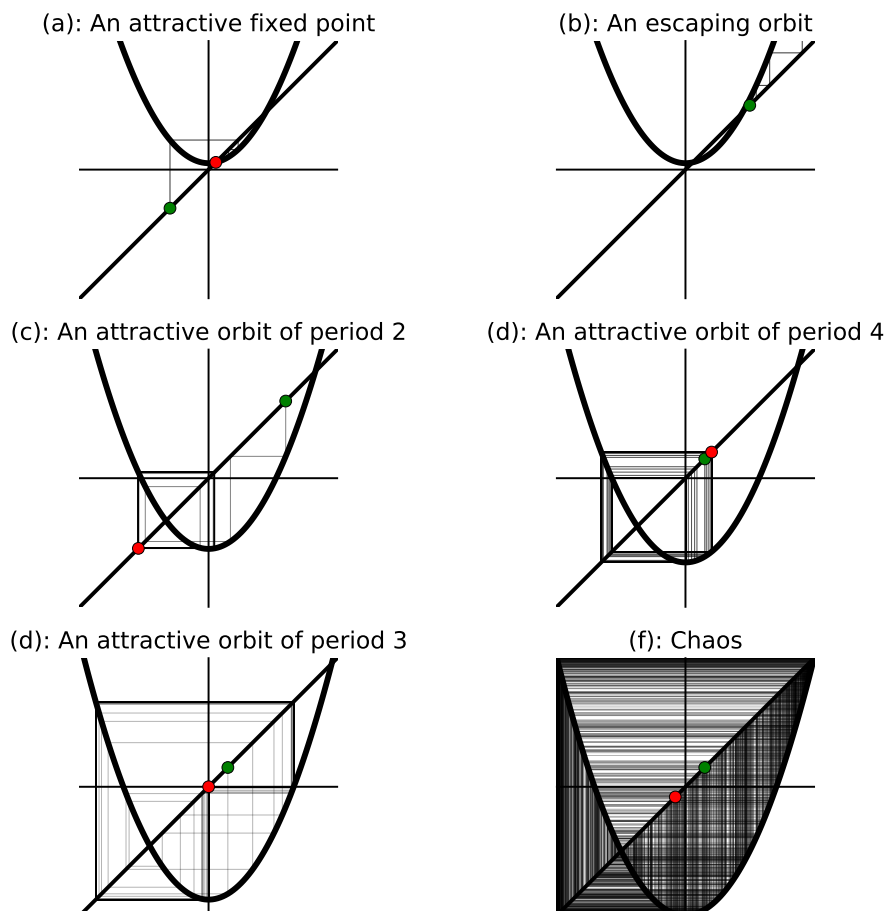 (a): An attractive fixed point
(b): An escaping orbit
(c): An attractive orbit of period 2
(d): An attractive orbit of period 4
(d): An attractive orbit of period 3
(f): Chaos